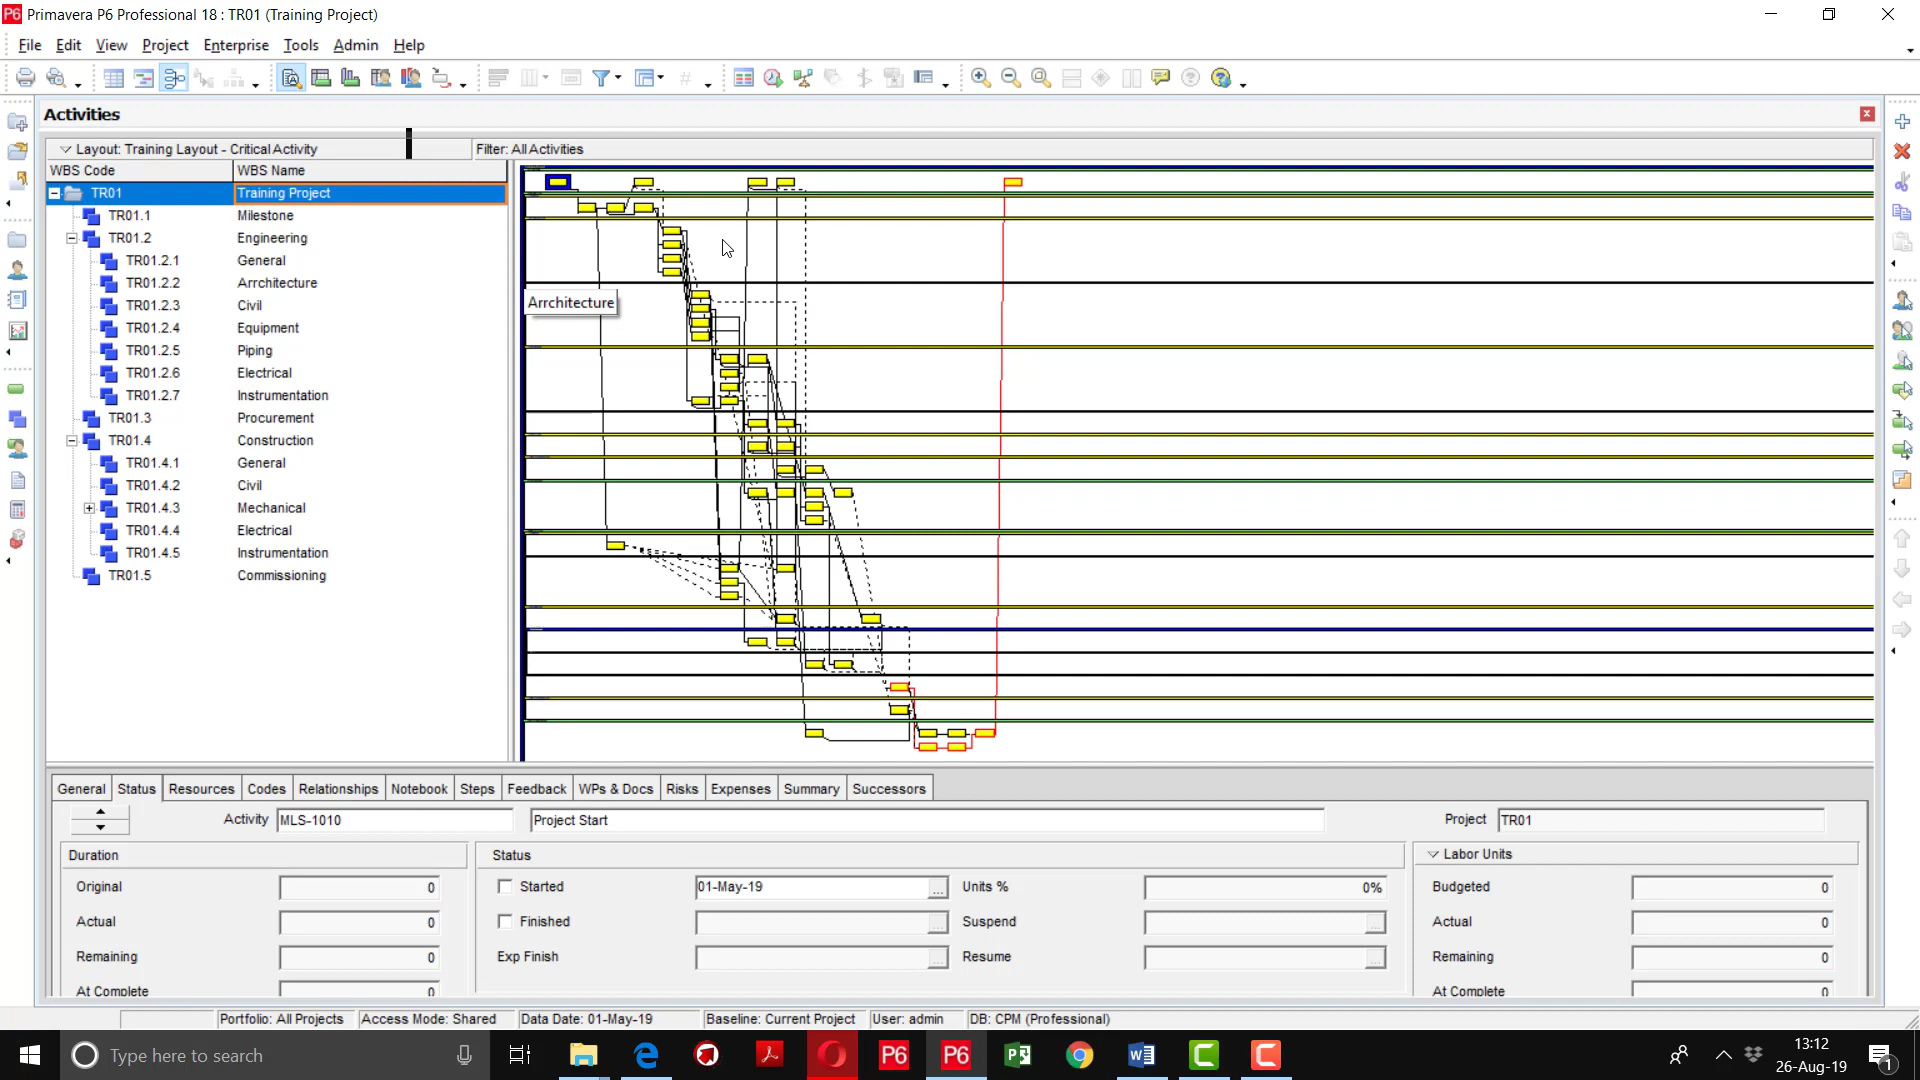 Primavera P6 Professional 18 : TR01 (Training Project)
File Edit View Project Enterprise Tools Admin Help
Activities
Layout: Training Layout - Critical Activity
Filter: All Activities
WBS Code WBS Name
TR01 Training Project
TR01.1 Milestone
TR01.2 Engineering
TR01.2.1 General
TR01.2.2 Arrchitecture
TR01.2.3 Civil
TR01.2.4 Equipment
TR01.2.5 Piping
TR01.2.6 Electrical
TR01.2.7 Instrumentation
TR01.3 Procurement
TR01.4 Construction
TR01.4.1 General
TR01.4.2 Civil
TR01.4.3 Mechanical
TR01.4.4 Electrical
TR01.4.5 Instrumentation
TR01.5 Commissioning
Arrchitecture
General Status Resources Codes Relationships Notebook Steps Feedback WPs & Docs Risks Expenses Summary Successors
Activity MLS-1010 Project Start Project TR01
Duration
Original 0
Actual 0
Remaining 0
At Complete 0
Status
Started 01-May-19 ... Units % 0%
Finished ... Suspend ...
Exp Finish ... Resume ...
Labor Units
Budgeted 0
Actual 0
Remaining 0
At Complete 0
Portfolio: All Projects Access Mode: Shared Data Date: 01-May-19 Baseline: Current Project User: admin DB: CPM (Professional)
Type here to search
P6
P6
13:12
26-Aug-19
1